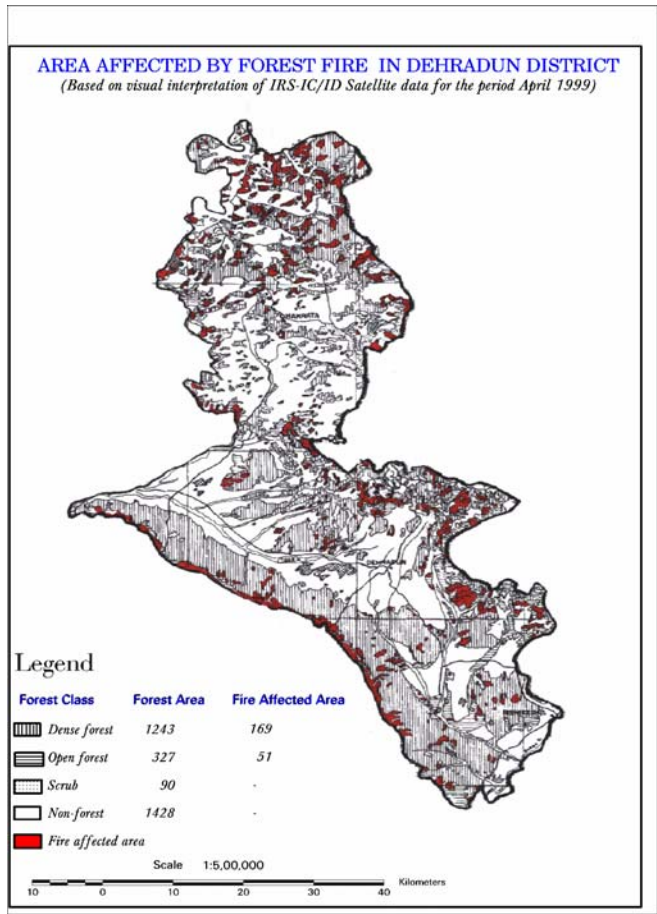 AREA AFFECTED BY FOREST FIRE IN DEHRADUN DISTRICT
(Based on visual interpretation of IRS-IC/ID Satellite data for the period April 1999)
CHAKRATA
DEHRADUN
RISHIKESH
Legend
Forest Class Forest Area Fire Affected Area
Dense forest 1243 169
Open forest 327 51
Scrub 90 -
Non-forest 1428 -
Fire affected area
Scale 1:5,00,000
10 0 10 20 30 40 Kilometers